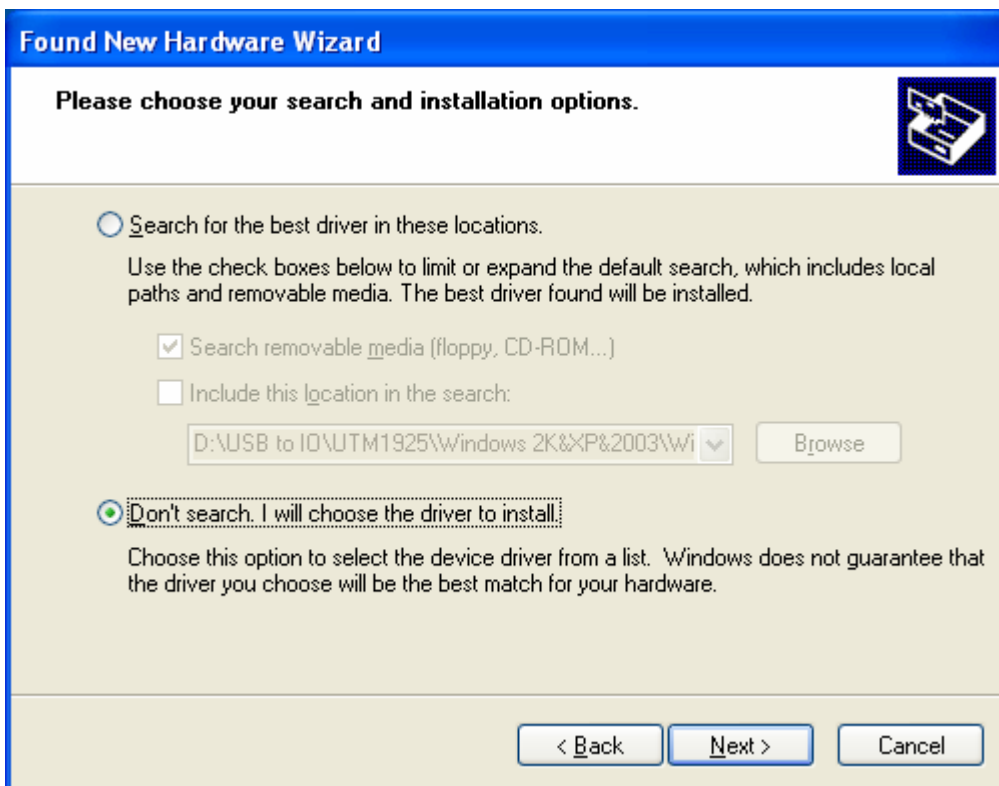 Found New Hardware Wizard
Please choose your search and installation options.
Search for the best driver in these locations.
Use the check boxes below to limit or expand the default search, which includes local
paths and removable media. The best driver found will be installed.
Search removable media (floppy, CD-ROM...)
Include this location in the search:
D:\USB to IO\UTM1925\Windows 2K&XP&2003\Wi
Browse
Don't search. I will choose the driver to install.
Choose this option to select the device driver from a list. Windows does not guarantee that
the driver you choose will be the best match for your hardware.
< Back Next > Cancel